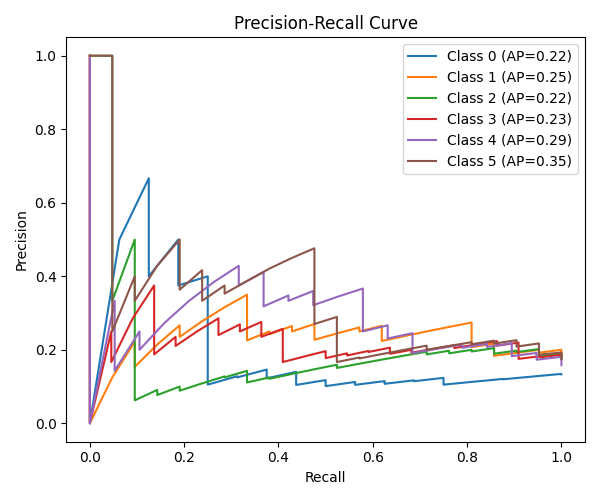 Precision-Recall Curve
Class 0 (AP=0.22)
Class 1 (AP=0.25)
Class 2 (AP=0.22)
Class 3 (AP=0.23)
Class 4 (AP=0.29)
Class 5 (AP=0.35)
Precision
1.0
0.8
0.6
0.4
0.2
0.0
0.0 0.2 0.4 0.6 0.8 1.0
Recall